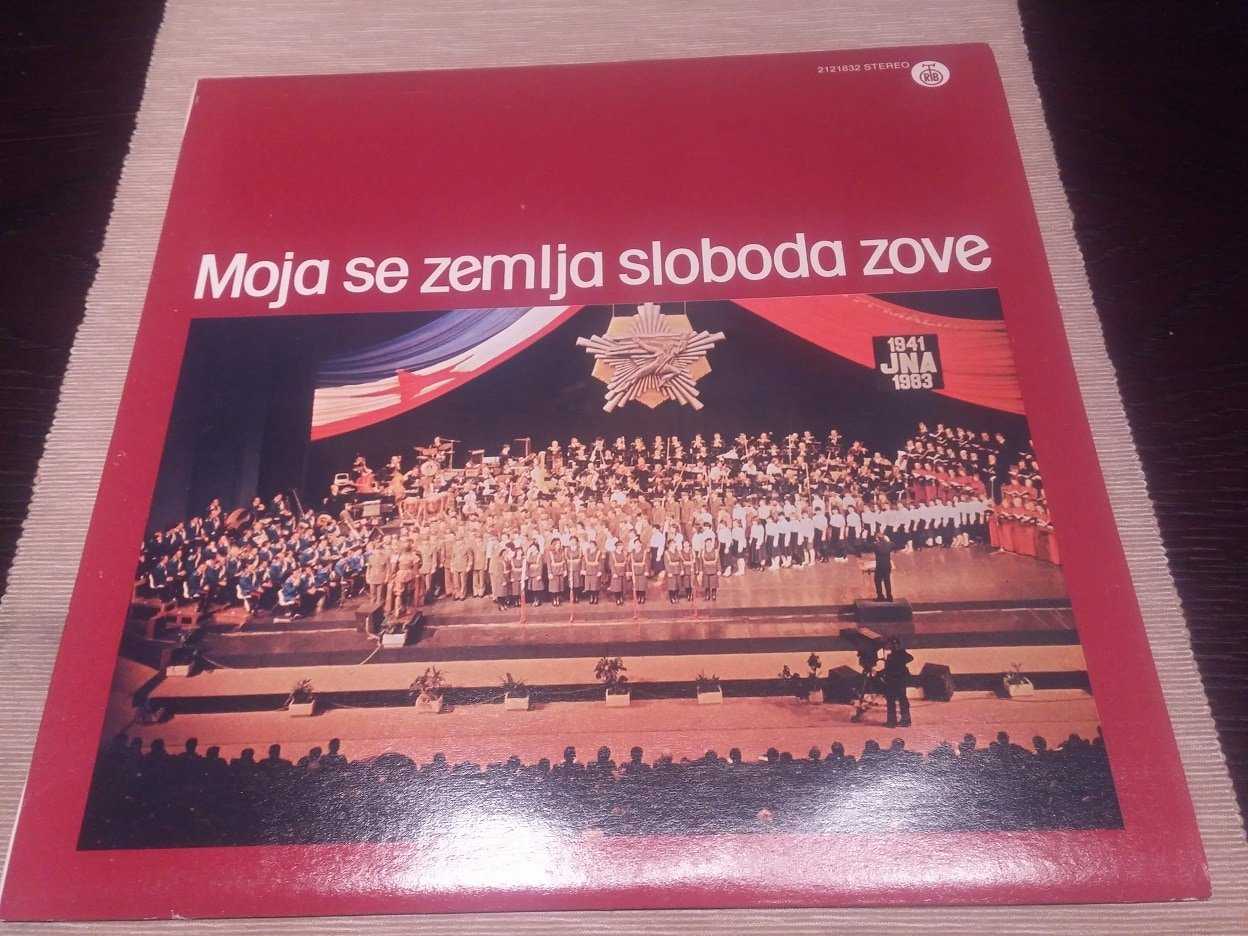 2121832 STEREO
RTB
Moja se zemlja sloboda zove
1941
JNA
1983